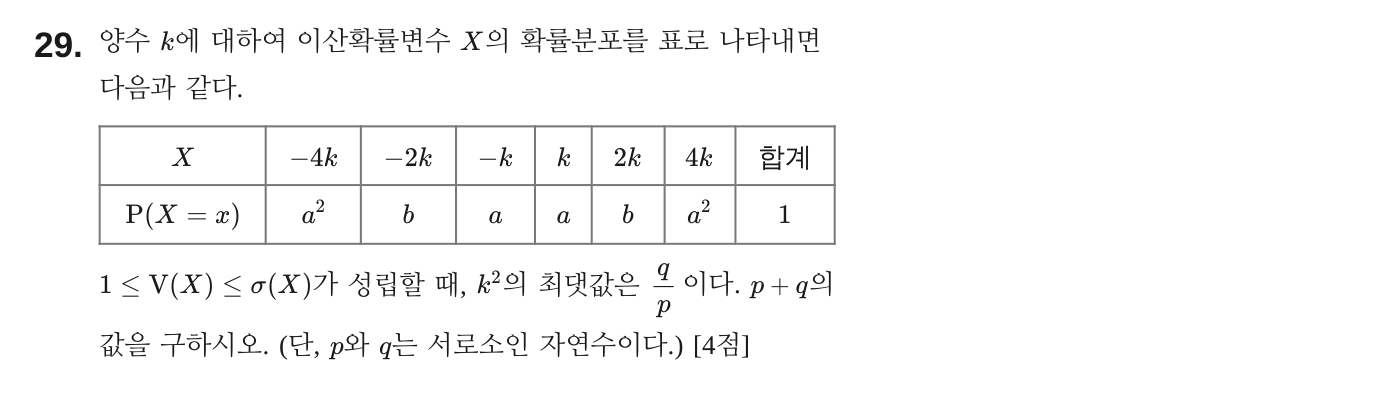 29. 양수 k에 대하여 이산확률변수 X의 확률분포를 표로 나타내면
다음과 같다.
X −4k −2k −k k 2k 4k 합계
P(X = x) a² b a a b a² 1
1 ≤ V(X) ≤ σ(X)가 성립할 때, k²의 최댓값은 q/p 이다. p + q의
값을 구하시오. (단, p와 q는 서로소인 자연수이다.) [4점]